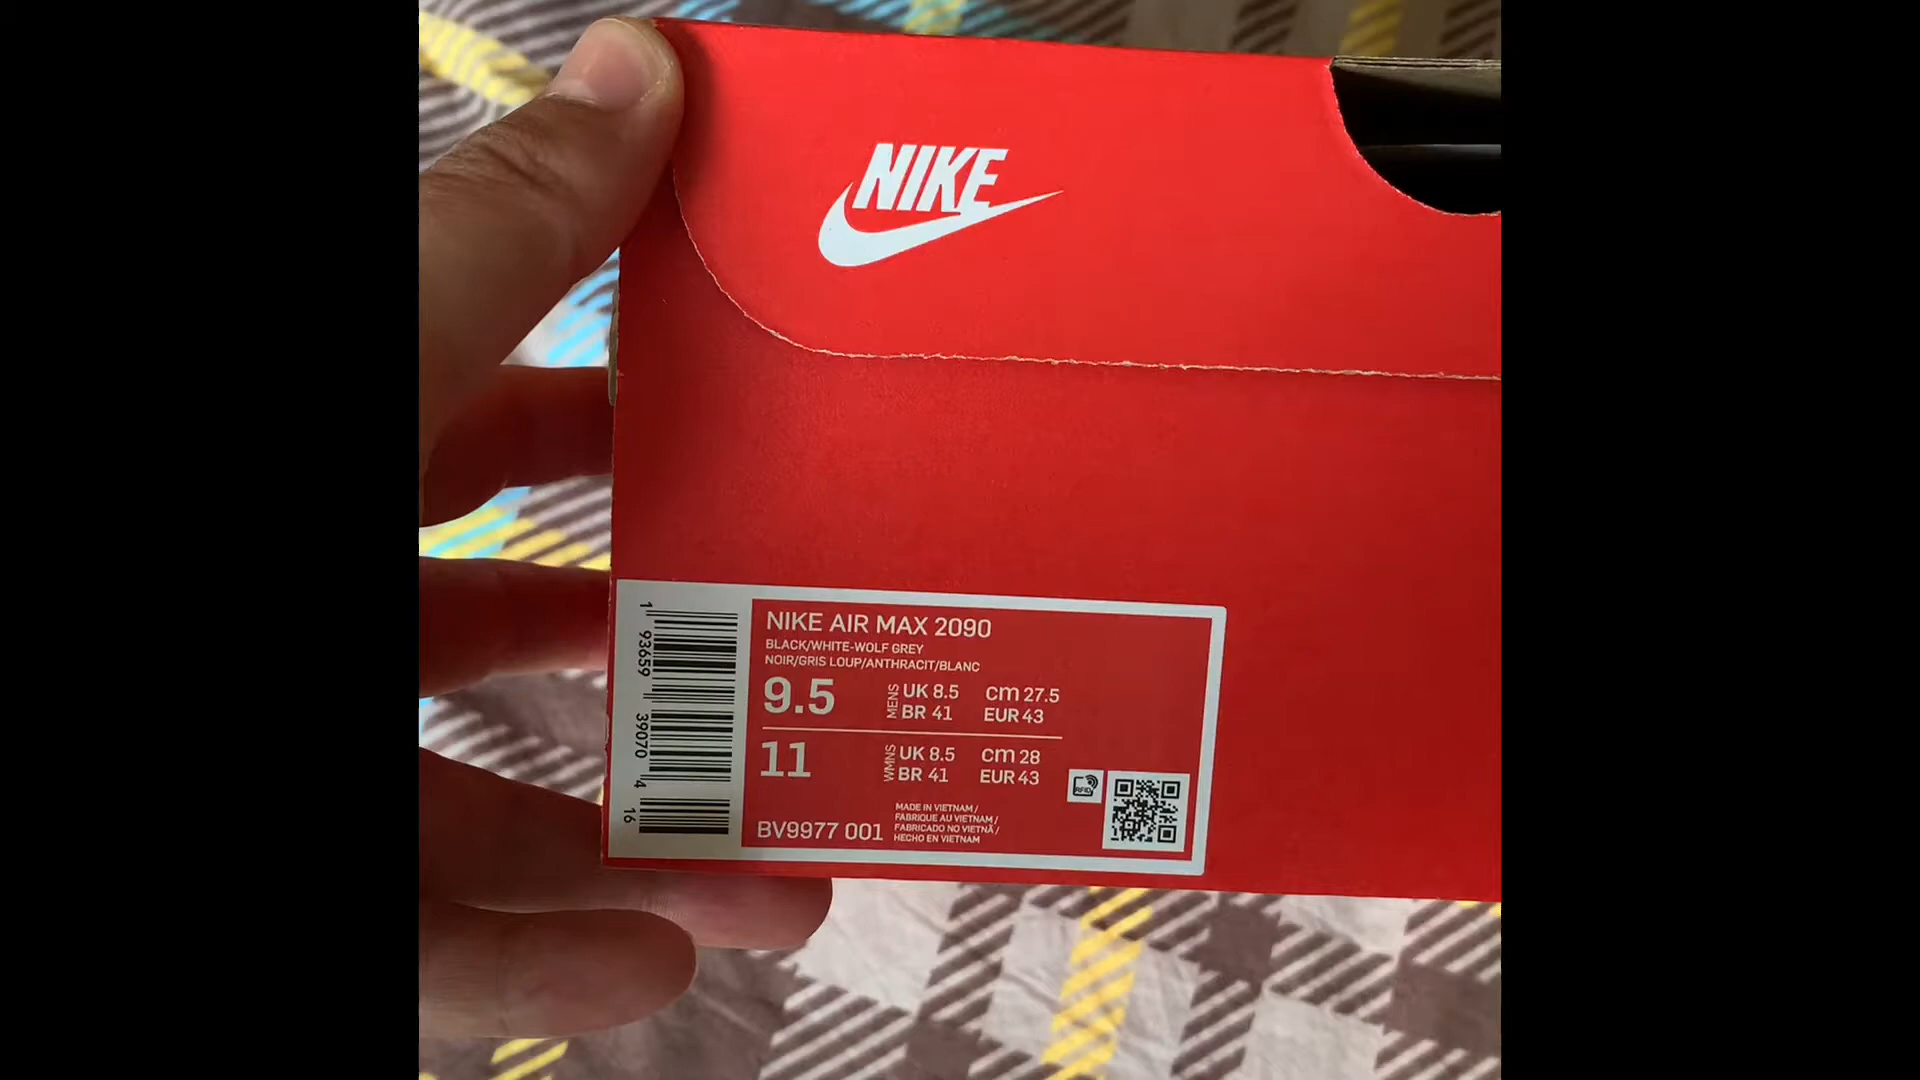 NIKE
NIKE AIR MAX 2090
BLACK/WHITE-WOLF GREY
NOIR/GRIS LOUP/ANTHRACIT/BLANC
9.5 MENS UK 8.5 cm 27.5
BR 41 EUR 43
11 WMNS UK 8.5 cm 28
BR 41 EUR 43
BV9977 001
MADE IN VIETNAM /
FABRIQUE AU VIETNAM /
FABRICADO NO VIETNÃ /
HECHO EN VIETNAM
RFID
1 93659 39070 4 16